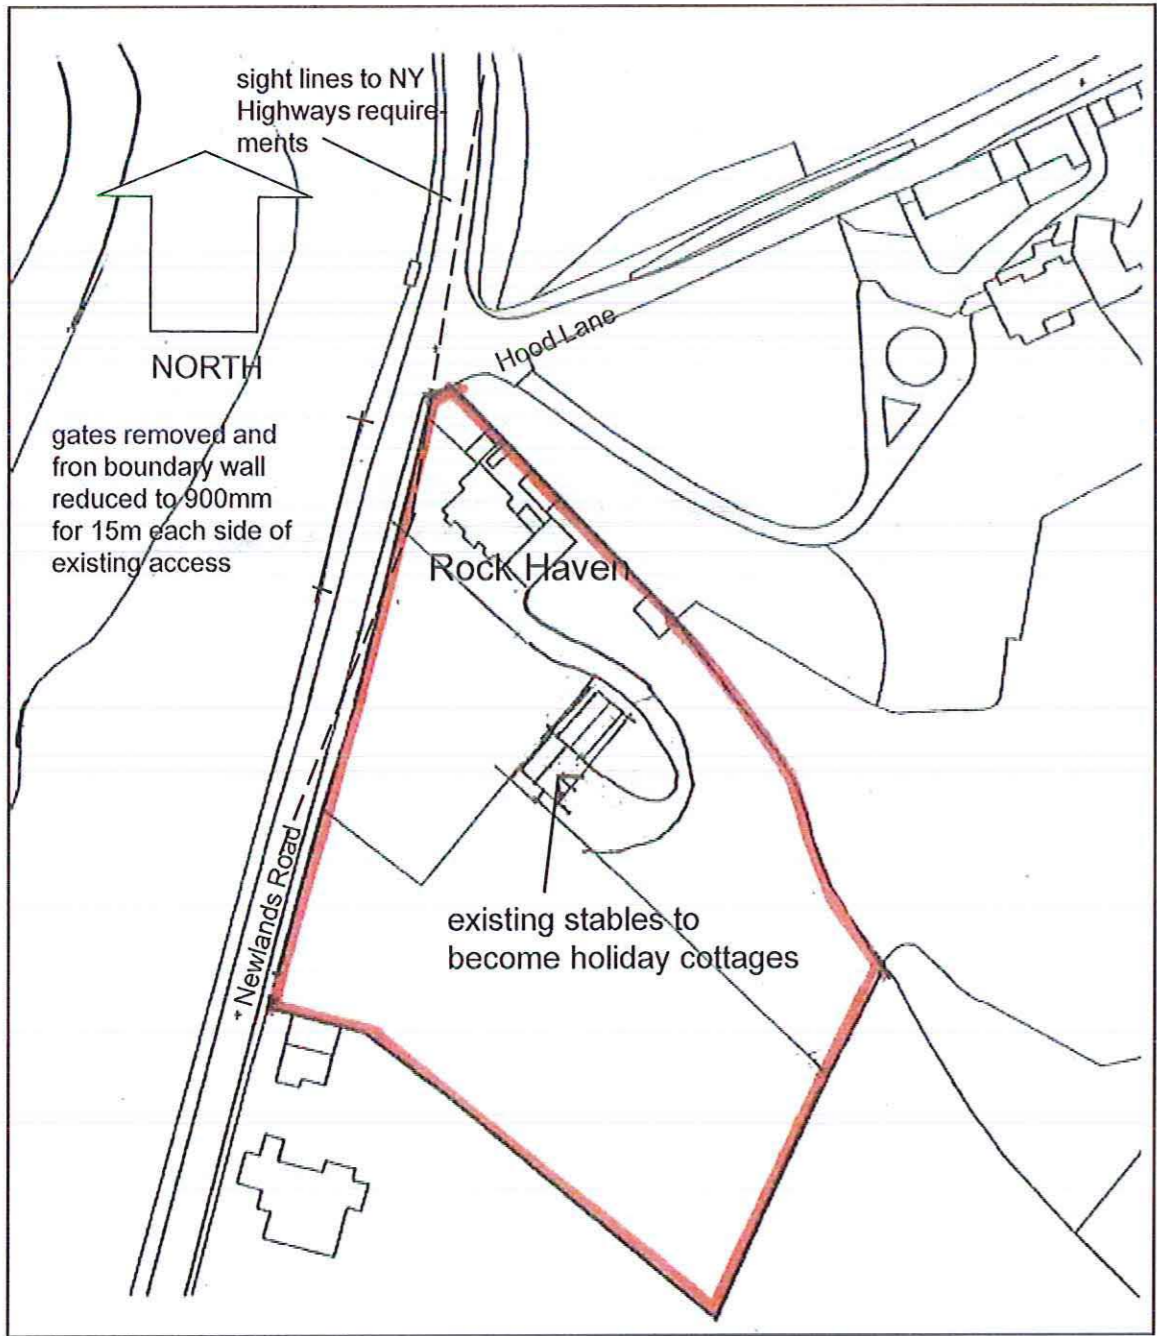 sight lines to NY
Highways require-
ments
NORTH
Hood Lane
gates removed and
fron boundary wall
reduced to 900mm
for 15m each side of
existing access
Rock Haven
Newlands Road
existing stables to
become holiday cottages